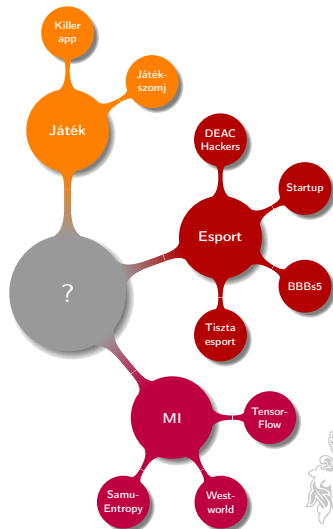 Killer
app
Játék-
szomj
Játék
DEAC
Hackers
Startup
Esport
BBBs5
?
Tiszta
esport
Tensor-
Flow
MI
Samu-
Entropy
West-
world